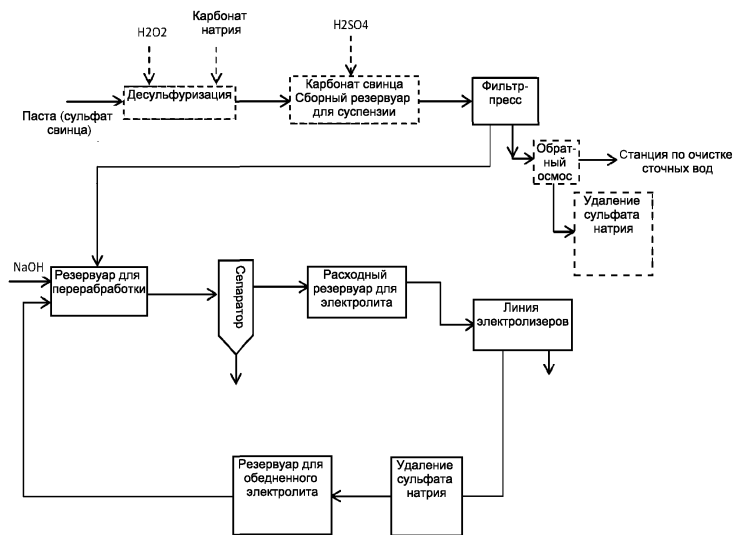 H2O2
Карбонат
натрия
H2SO4
Паста (сульфат
свинца)
Десульфуризация
Карбонат свинца
Сборный резервуар
для суспензии
Фильтр-
пресс
Обрат-
ный
осмос
Станция по очистке
сточных вод
Удаление
сульфата
натрия
NaOH
Резервуар для
перерабработки
Сепаратор
Расходный
резервуар для
электролита
Линия
электролизеров
Резервуар для
обедненного
электролита
Удаление
сульфата
натрия